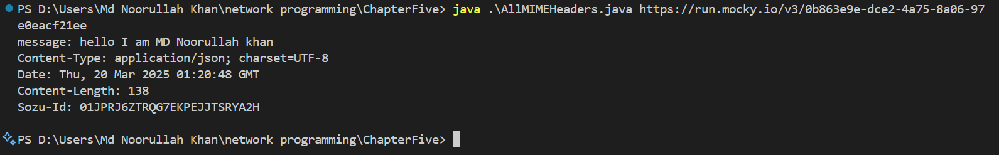 PS D:\Users\Md Noorullah Khan\network programming\ChapterFive> java .\AllMIMEHeaders.java https://run.mocky.io/v3/0b863e9e-dce2-4a75-8a06-97
e0eacf21ee
message: hello I am MD Noorullah khan
Content-Type: application/json; charset=UTF-8
Date: Thu, 20 Mar 2025 01:20:48 GMT
Content-Length: 138
Sozu-Id: 01JPRJ6ZTRQG7EKPEJJTSRYA2H
PS D:\Users\Md Noorullah Khan\network programming\ChapterFive>